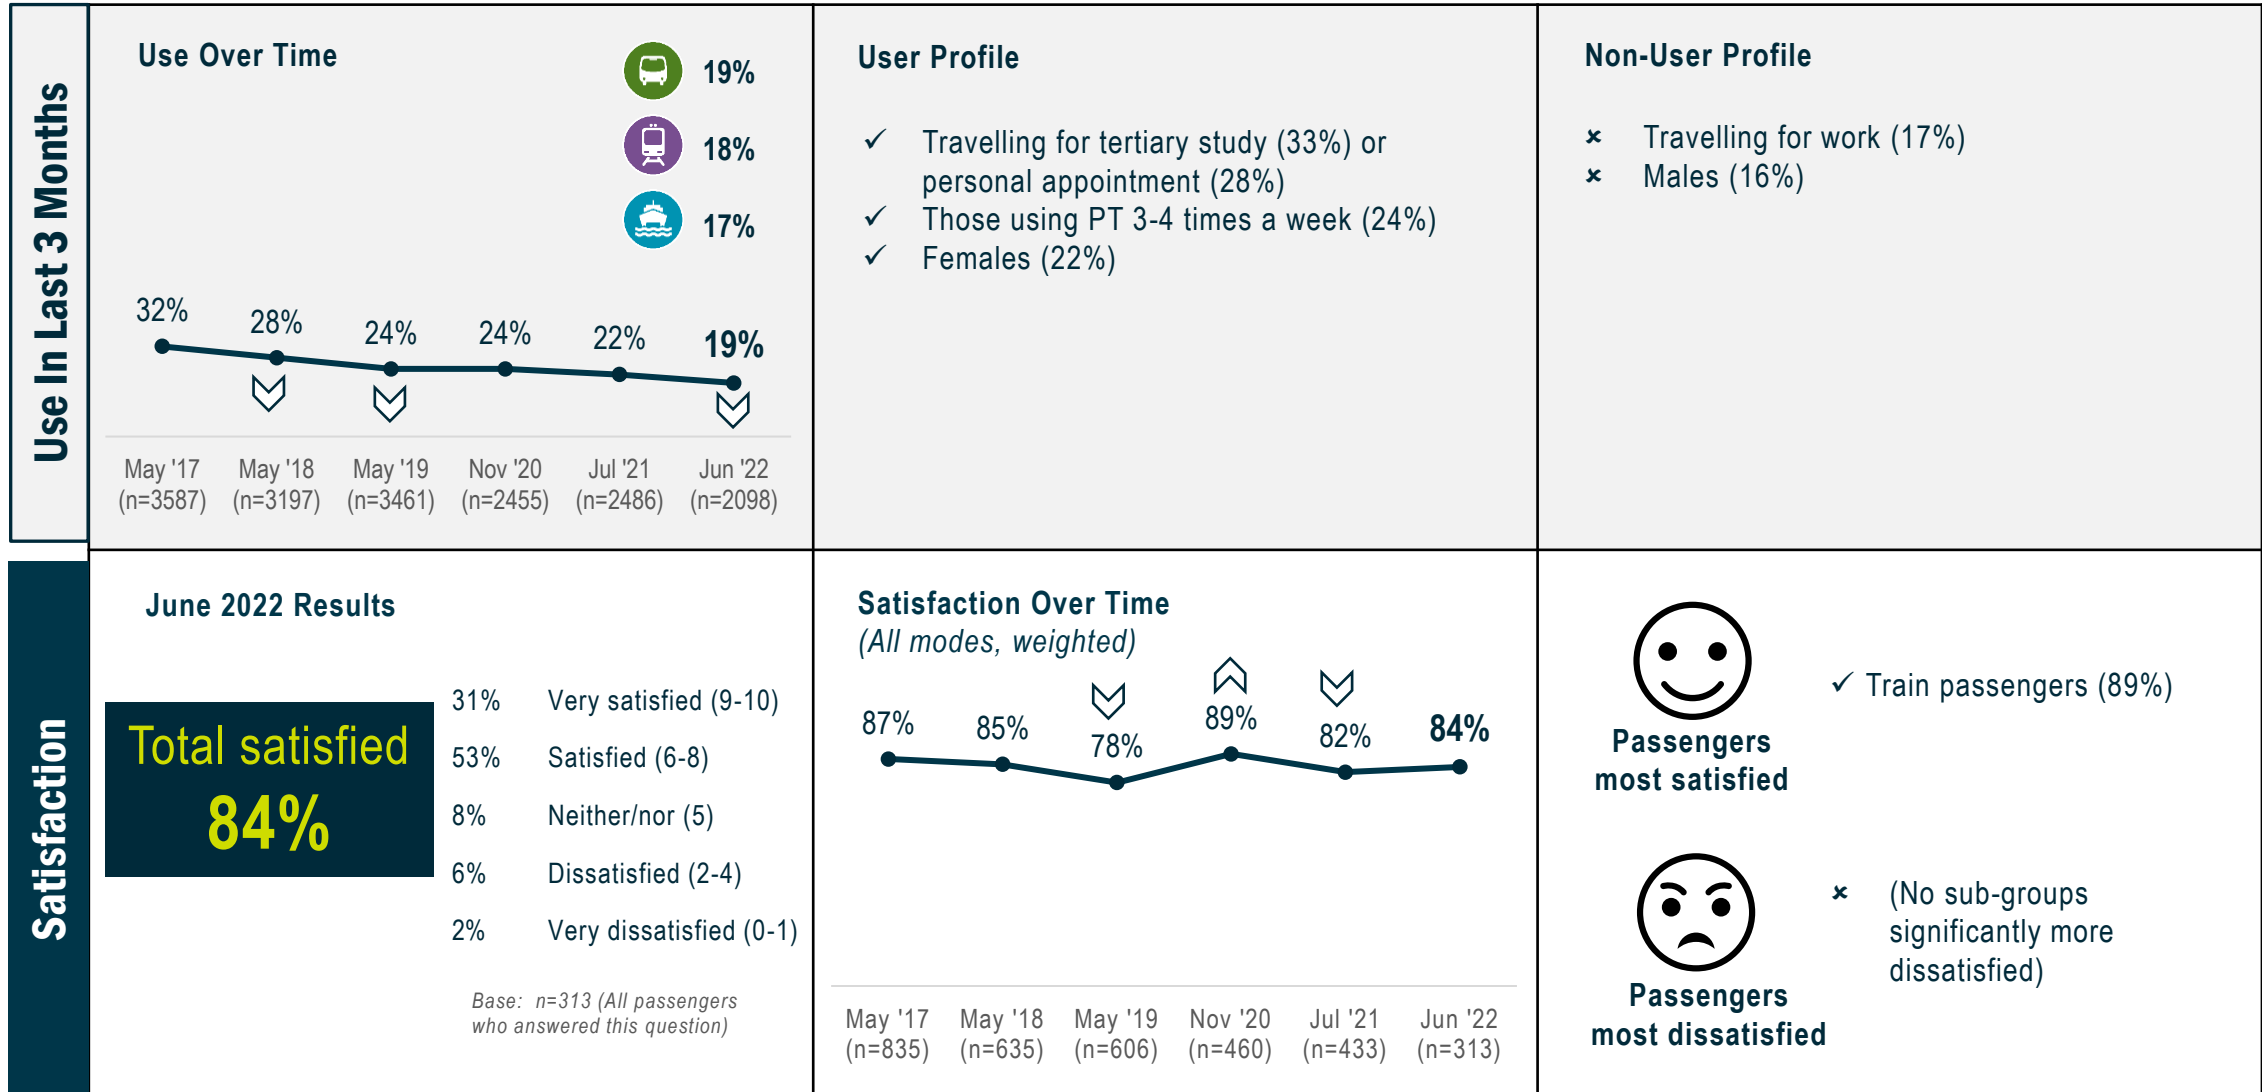 Use In Last 3 Months
Use Over Time
19%
18%
17%
32%
28%
24%
24%
22%
19%
May '17
(n=3587)
May '18
(n=3197)
May '19
(n=3461)
Nov '20
(n=2455)
Jul '21
(n=2486)
Jun '22
(n=2098)
User Profile
✓ Travelling for tertiary study (33%) or
personal appointment (28%)
✓ Those using PT 3-4 times a week (24%)
✓ Females (22%)
Non-User Profile
× Travelling for work (17%)
× Males (16%)
Satisfaction
June 2022 Results
Total satisfied
84%
31% Very satisfied (9-10)
53% Satisfied (6-8)
8% Neither/nor (5)
6% Dissatisfied (2-4)
2% Very dissatisfied (0-1)
Base: n=313 (All passengers
who answered this question)
Satisfaction Over Time
(All modes, weighted)
87%
85%
78%
89%
82%
84%
May '17
(n=835)
May '18
(n=635)
May '19
(n=606)
Nov '20
(n=460)
Jul '21
(n=433)
Jun '22
(n=313)
Passengers
most satisfied
✓ Train passengers (89%)
Passengers
most dissatisfied
× (No sub-groups
significantly more
dissatisfied)